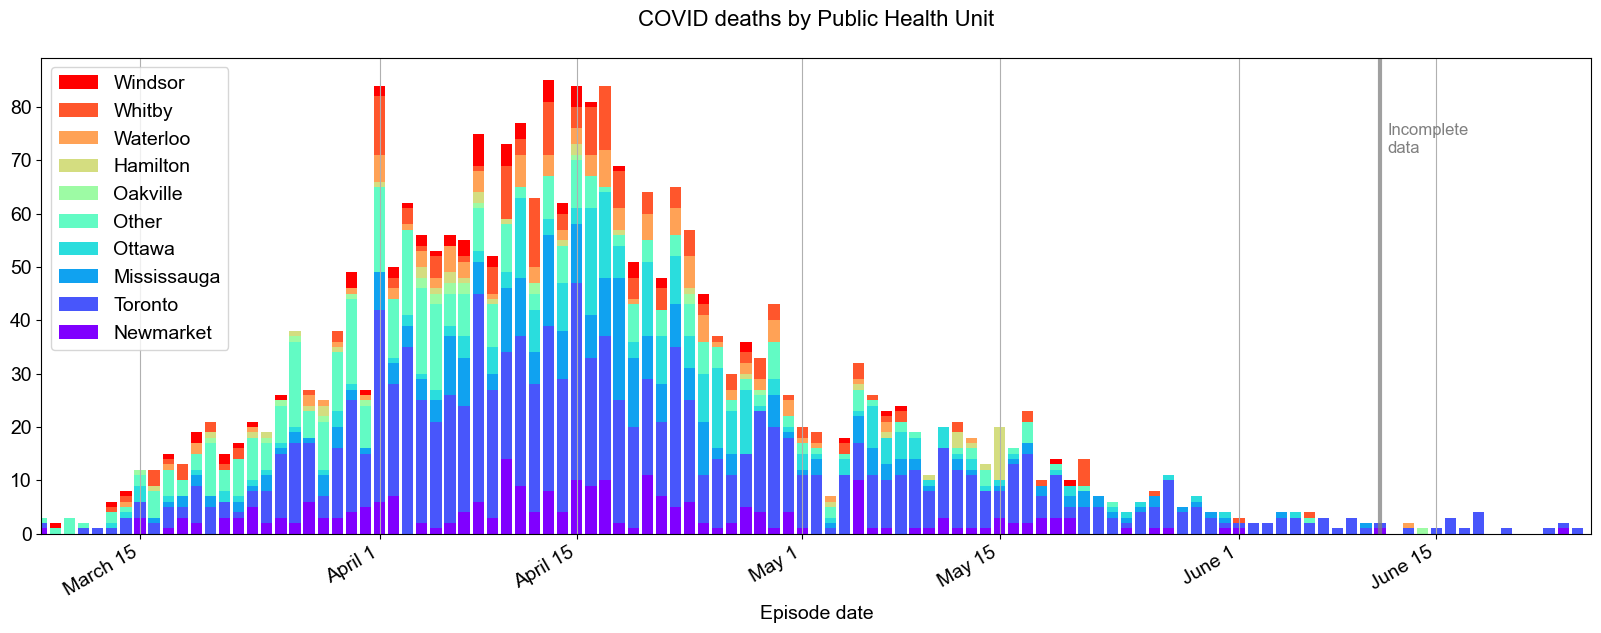 COVID deaths by Public Health Unit
Windsor
Whitby
Waterloo
Hamilton
Oakville
Other
Ottawa
Mississauga
Toronto
Newmarket
Incomplete
data
80
70
60
50
40
30
20
10
0
March 15
April 1
April 15
May 1
May 15
June 1
June 15
Episode date